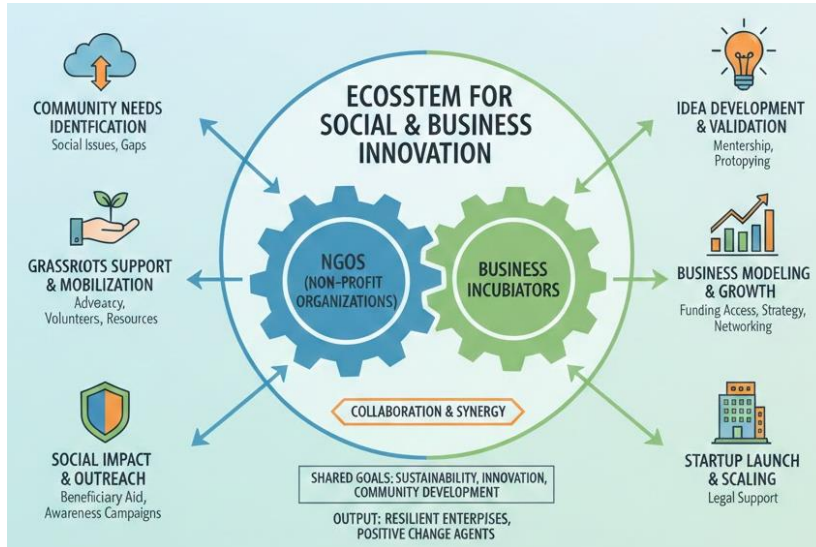 ECOSSTEM FOR
SOCIAL & BUSINESS
INNOVATION
COMMUNITY NEEDS
IDENTFICATION
Social Issues, Gaps
GRASSROTS SUPPORT
& MOBILIZATION
Advocacy,
Volunteers, Resources
SOCIAL IMPACT
& OUTREACH
Beneficiary Aid,
Awareness Campaigns
NGOS
(NON-PROFIT
ORGANIZATIONS)
BUSINESS
INCUBIATORS
COLLABORATION & SYNERGY
SHARED GOALS: SUSTAINABILITY, INNOVATION,
COMMUNITY DEVELOPMENT
OUTPUT: RESILIENT ENTERPISES,
POSITIVE CHANGE AGENTS
IDEA DEVELOPMENT
& VALIDATION
Mentership,
Protopying
BUSINESS MODELING
& GROWTH
Funding Access, Strategy,
Networking
STARTUP LAUNCH
& SCALING
Legal Support